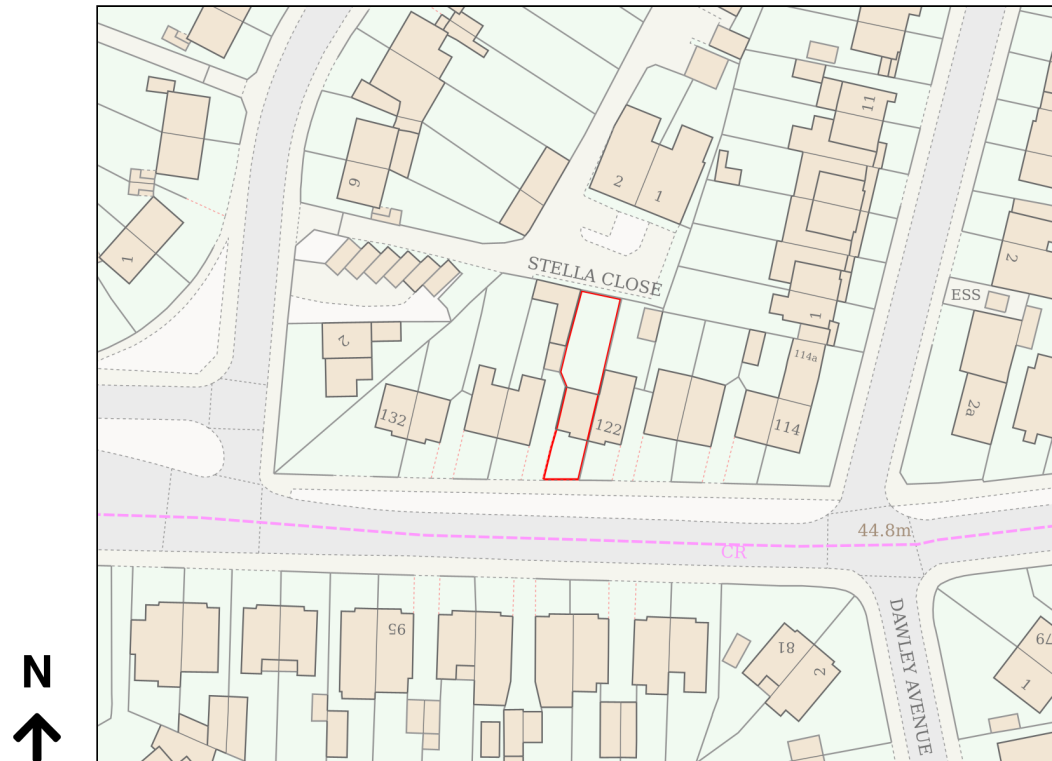 11
9
2
1
1
STELLA CLOSE
2
ESS
1
2
114a
132
122
114
2a
44.8m
CR
95
81
2
DAWLEY AVENUE
79
1
N